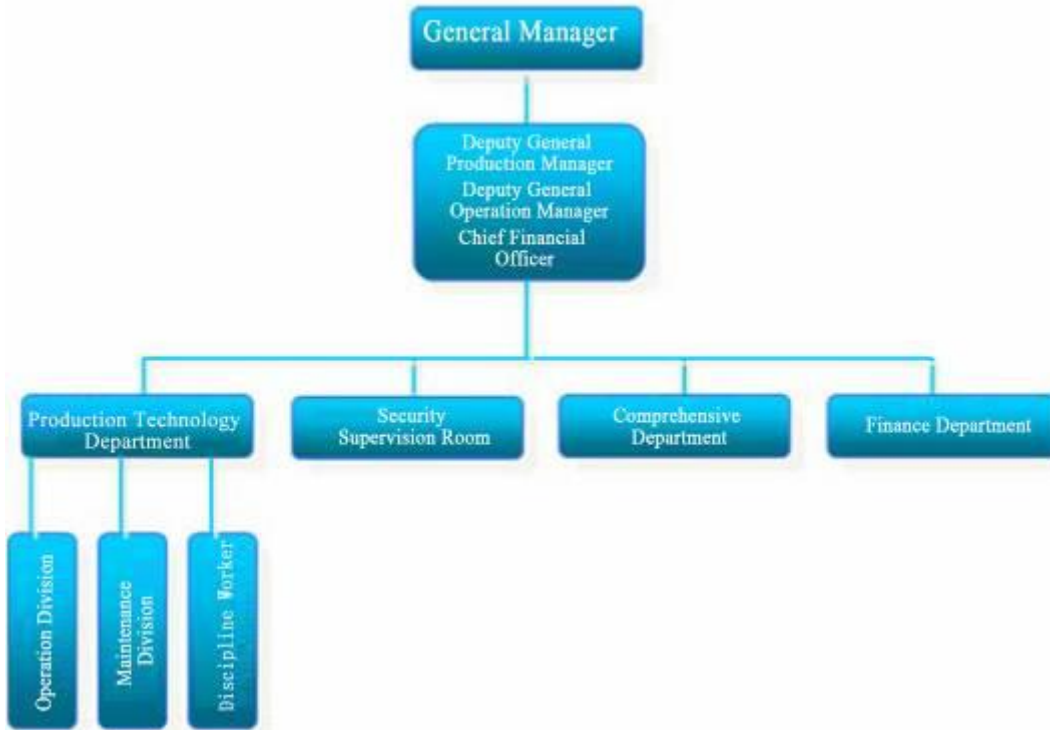 General Manager
Deputy General
Production Manager
Deputy General
Operation Manager
Chief Financial
Officer
Production Technology
Department
Security
Supervision Room
Comprehensive
Department
Finance Department
Operation Division
Maintenance
Division
Discipline Worker